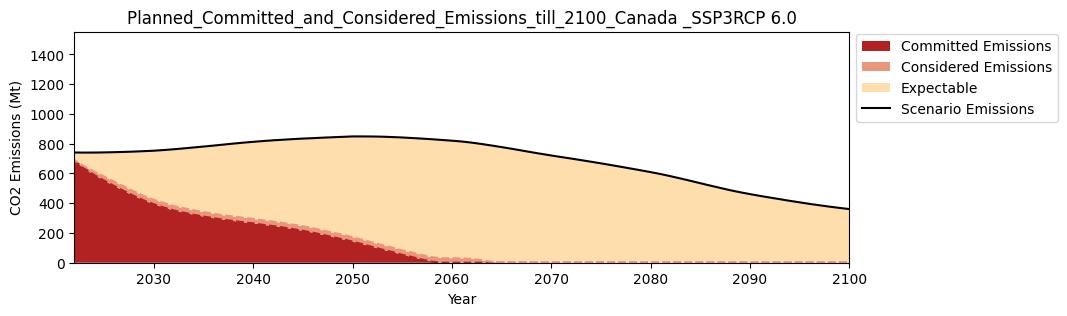 Planned_Committed_and_Considered_Emissions_till_2100_Canada _SSP3RCP 6.0
CO2 Emissions (Mt)
1400
1200
1000
800
600
400
200
0
2030 2040 2050 2060 2070 2080 2090 2100
Year
Committed Emissions
Considered Emissions
Expectable
Scenario Emissions